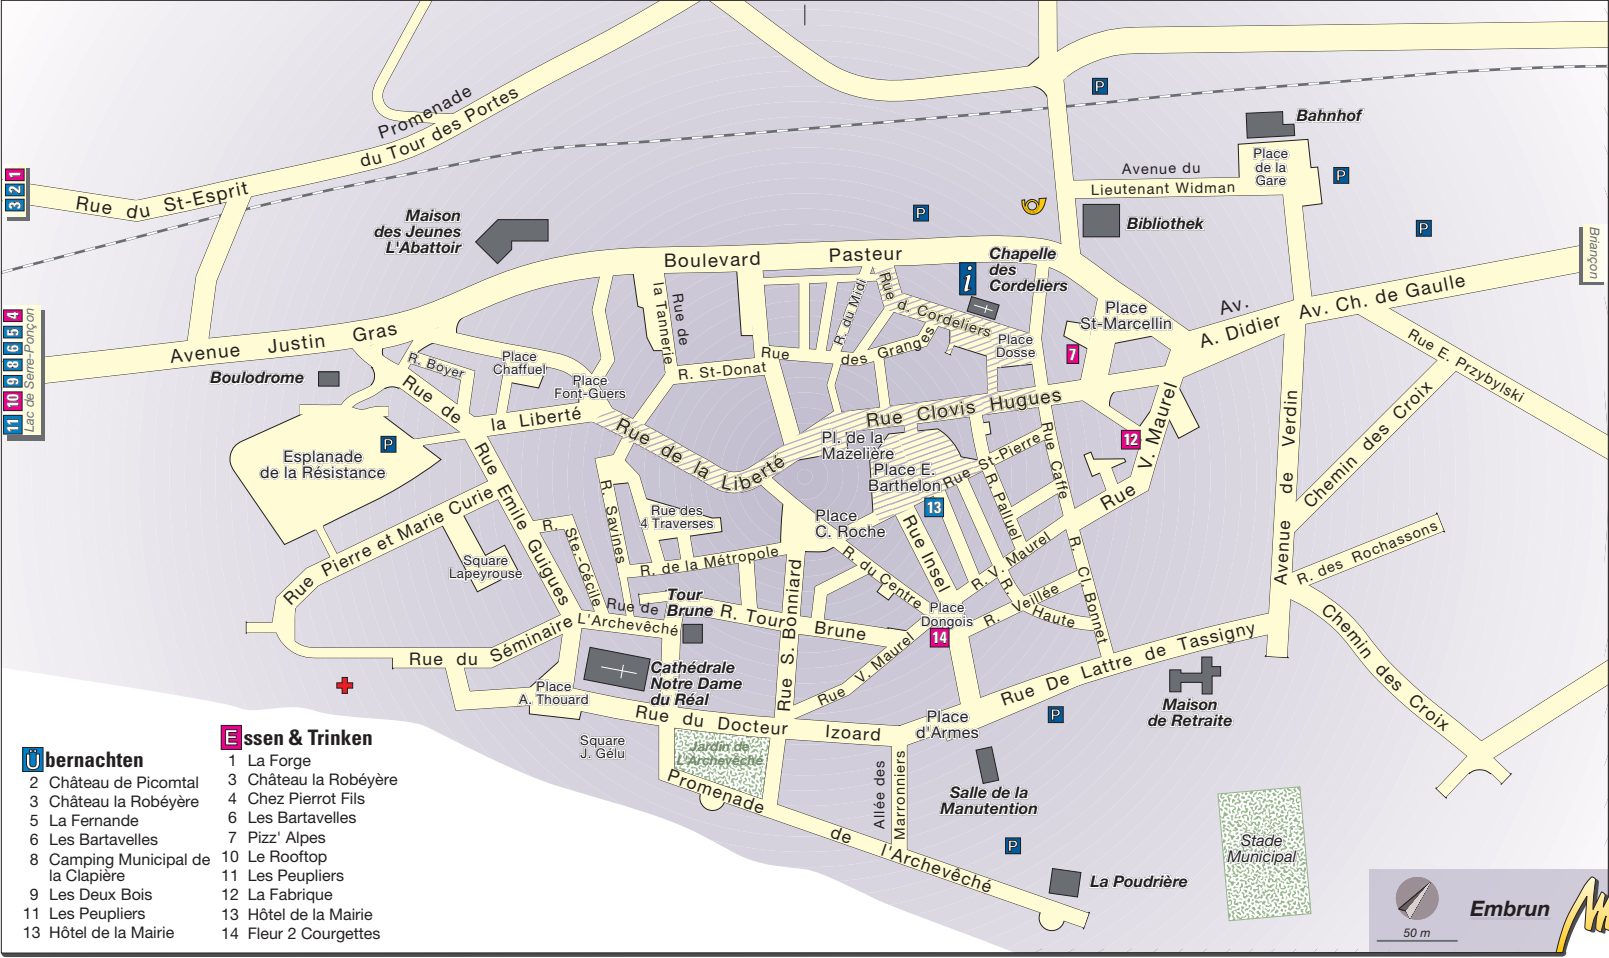 Promenade
du Tour des Portes
Rue du St-Esprit
1
2
3
Maison
des Jeunes
L'Abattoir
P
P
P
P
Bahnhof
Place
de la
Gare
Avenue du
Lieutenant Widman
Bibliothek
Briançon
Boulevard Pasteur
i
Chapelle
des
Cordeliers
Rue d. Cordeliers
R. du Midi
Rue de
la Tannerie
Place
St-Marcellin
Place
Dosse
7
Av.
A. Didier
Av. Ch. de Gaulle
Rue E. Przybylski
4
5
6
8
9
10
11
Lac de Serre-Ponçon
Avenue Justin Gras
Boulodrome
R. Boyer
Place
Chaffuel
Place
Font-Guers
R. St-Donat
Rue des Granges
Rue de
la Liberté
Rue de la Liberté
Rue Clovis Hugues
Pl. de la
Mazelière
Place E.
Barthelon
Rue St-Pierre
Rue Caffe
12
Rue V. Maurel
Avenue de Verdin
Chemin des Croix
P
Esplanade
de la Résistance
Rue Pierre et Marie Curie
Rue Emile Guigues
R. Ste-Cécile
R. Savines
Rue des
4 Traverses
R. de la Métropole
Place
C. Roche
13
R. Palluel
Rue Insel
R. du Centre
R. V. Maurel
R.
Haute
R. Veillée
R. Cl. Bonnet
R. des Rochassons
Chemin des Croix
Square
Lapeyrouse
Rue du Séminaire
Rue de
L'Archevêché
Tour
Brune
R. Tour Brune
Rue S. Bonniard
Place
Dongois
14
Rue V. Maurel
Rue De Lattre de Tassigny
Cathédrale
Notre Dame
du Réal
Place
A. Thouard
Rue du Docteur Izoard
Place
d'Armes
P
Maison
de Retraite
Square
J. Gélu
Jardin de
L'Archevêché
Promenade de l'Archevêché
Allée des
Marronniers
Salle de la
Manutention
P
La Poudrière
Stade
Municipal
Übernachten
2 Château de Picomtal
3 Château la Robéyère
5 La Fernande
6 Les Bartavelles
8 Camping Municipal de
la Clapière
9 Les Deux Bois
11 Les Peupliers
13 Hôtel de la Mairie
Essen & Trinken
1 La Forge
3 Château la Robéyère
4 Chez Pierrot Fils
6 Les Bartavelles
7 Pizz' Alpes
10 Le Rooftop
11 Les Peupliers
12 La Fabrique
13 Hôtel de la Mairie
14 Fleur 2 Courgettes
50 m
Embrun